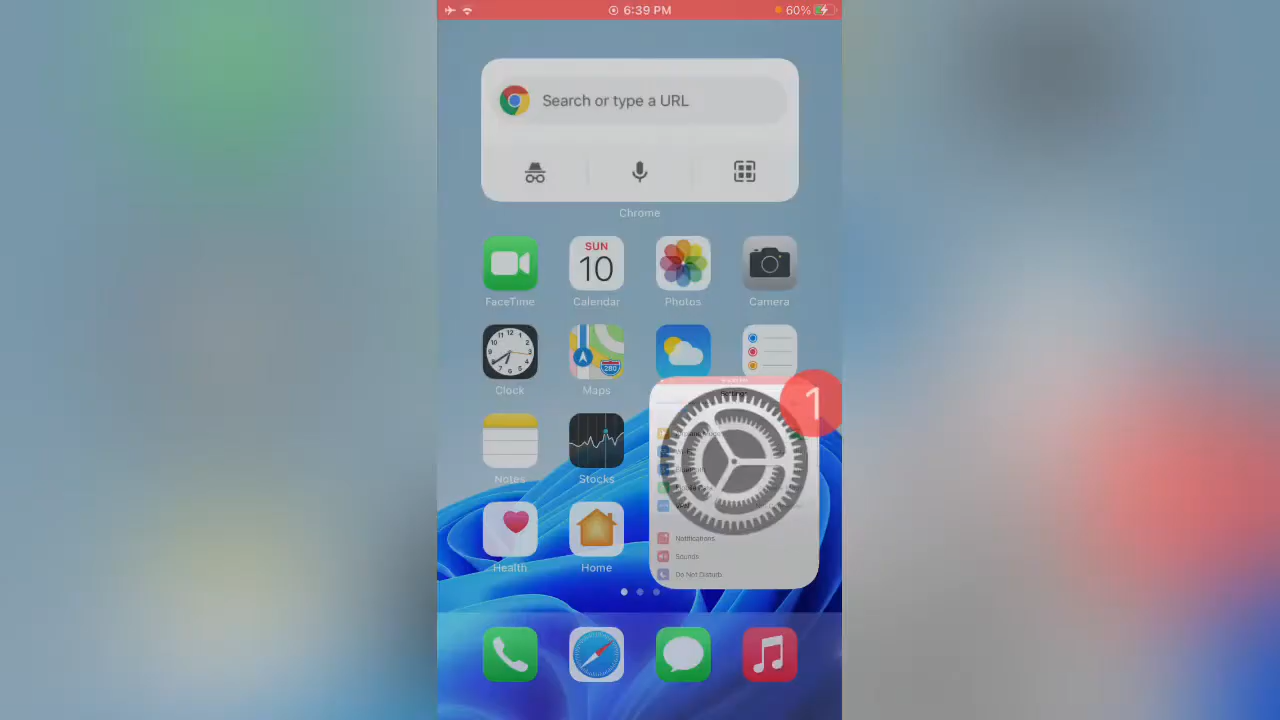 6:39 PM
60%
Search or type a URL
Chrome
FaceTime
SUN
10
Calendar
Photos
Camera
Clock
280
Maps
1
Notes
Stocks
Notifications
Sounds
Do Not Disturb
Health
Home